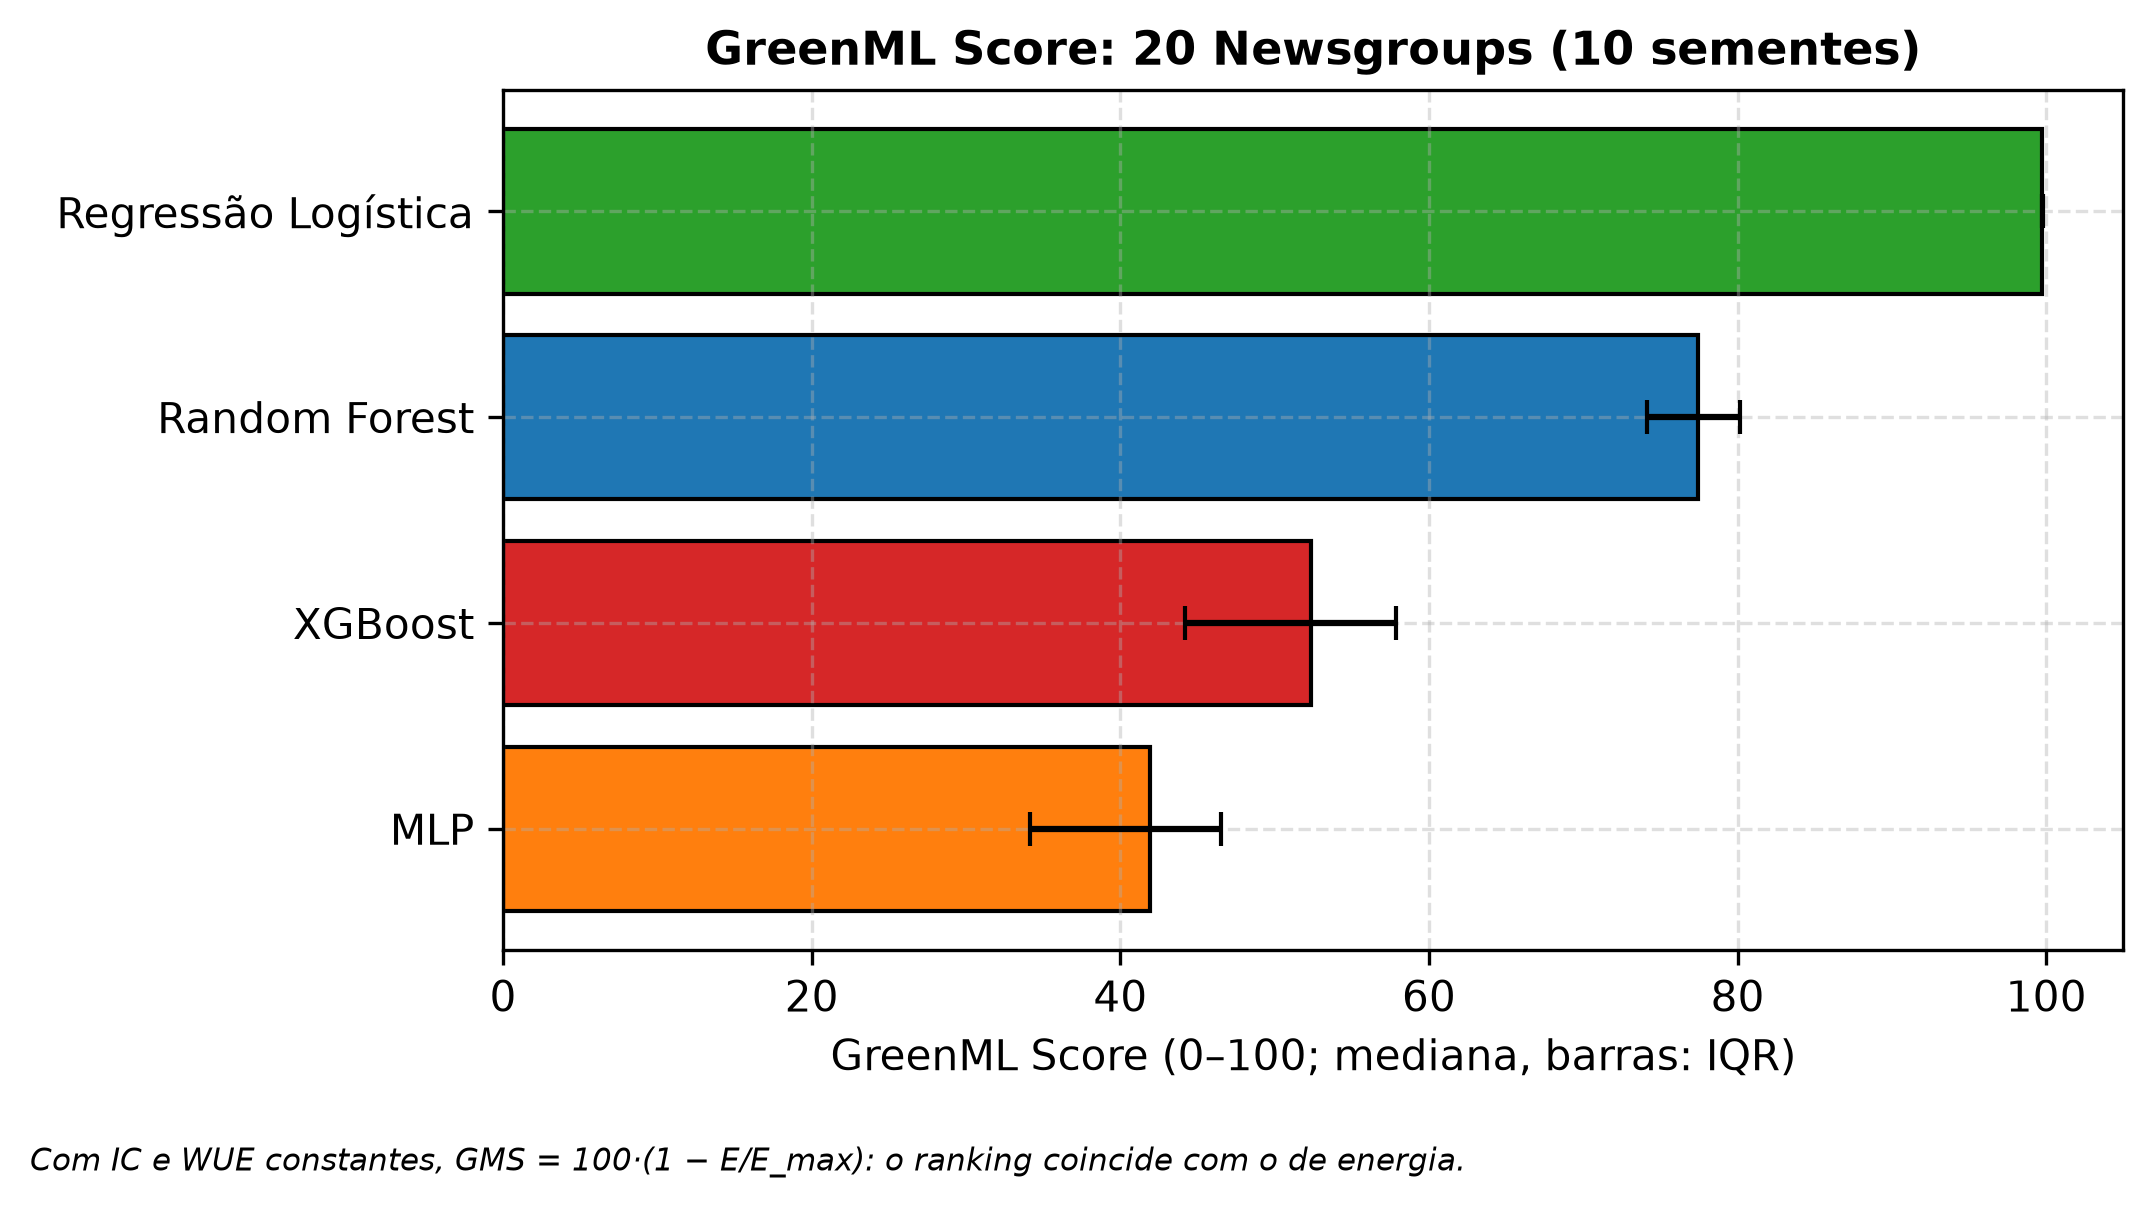 GreenML Score: 20 Newsgroups (10 sementes)
Regressão Logística
Random Forest
XGBoost
MLP
0 20 40 60 80 100
GreenML Score (0–100; mediana, barras: IQR)
Com IC e WUE constantes, GMS = 100·(1 − E/E_max): o ranking coincide com o de energia.